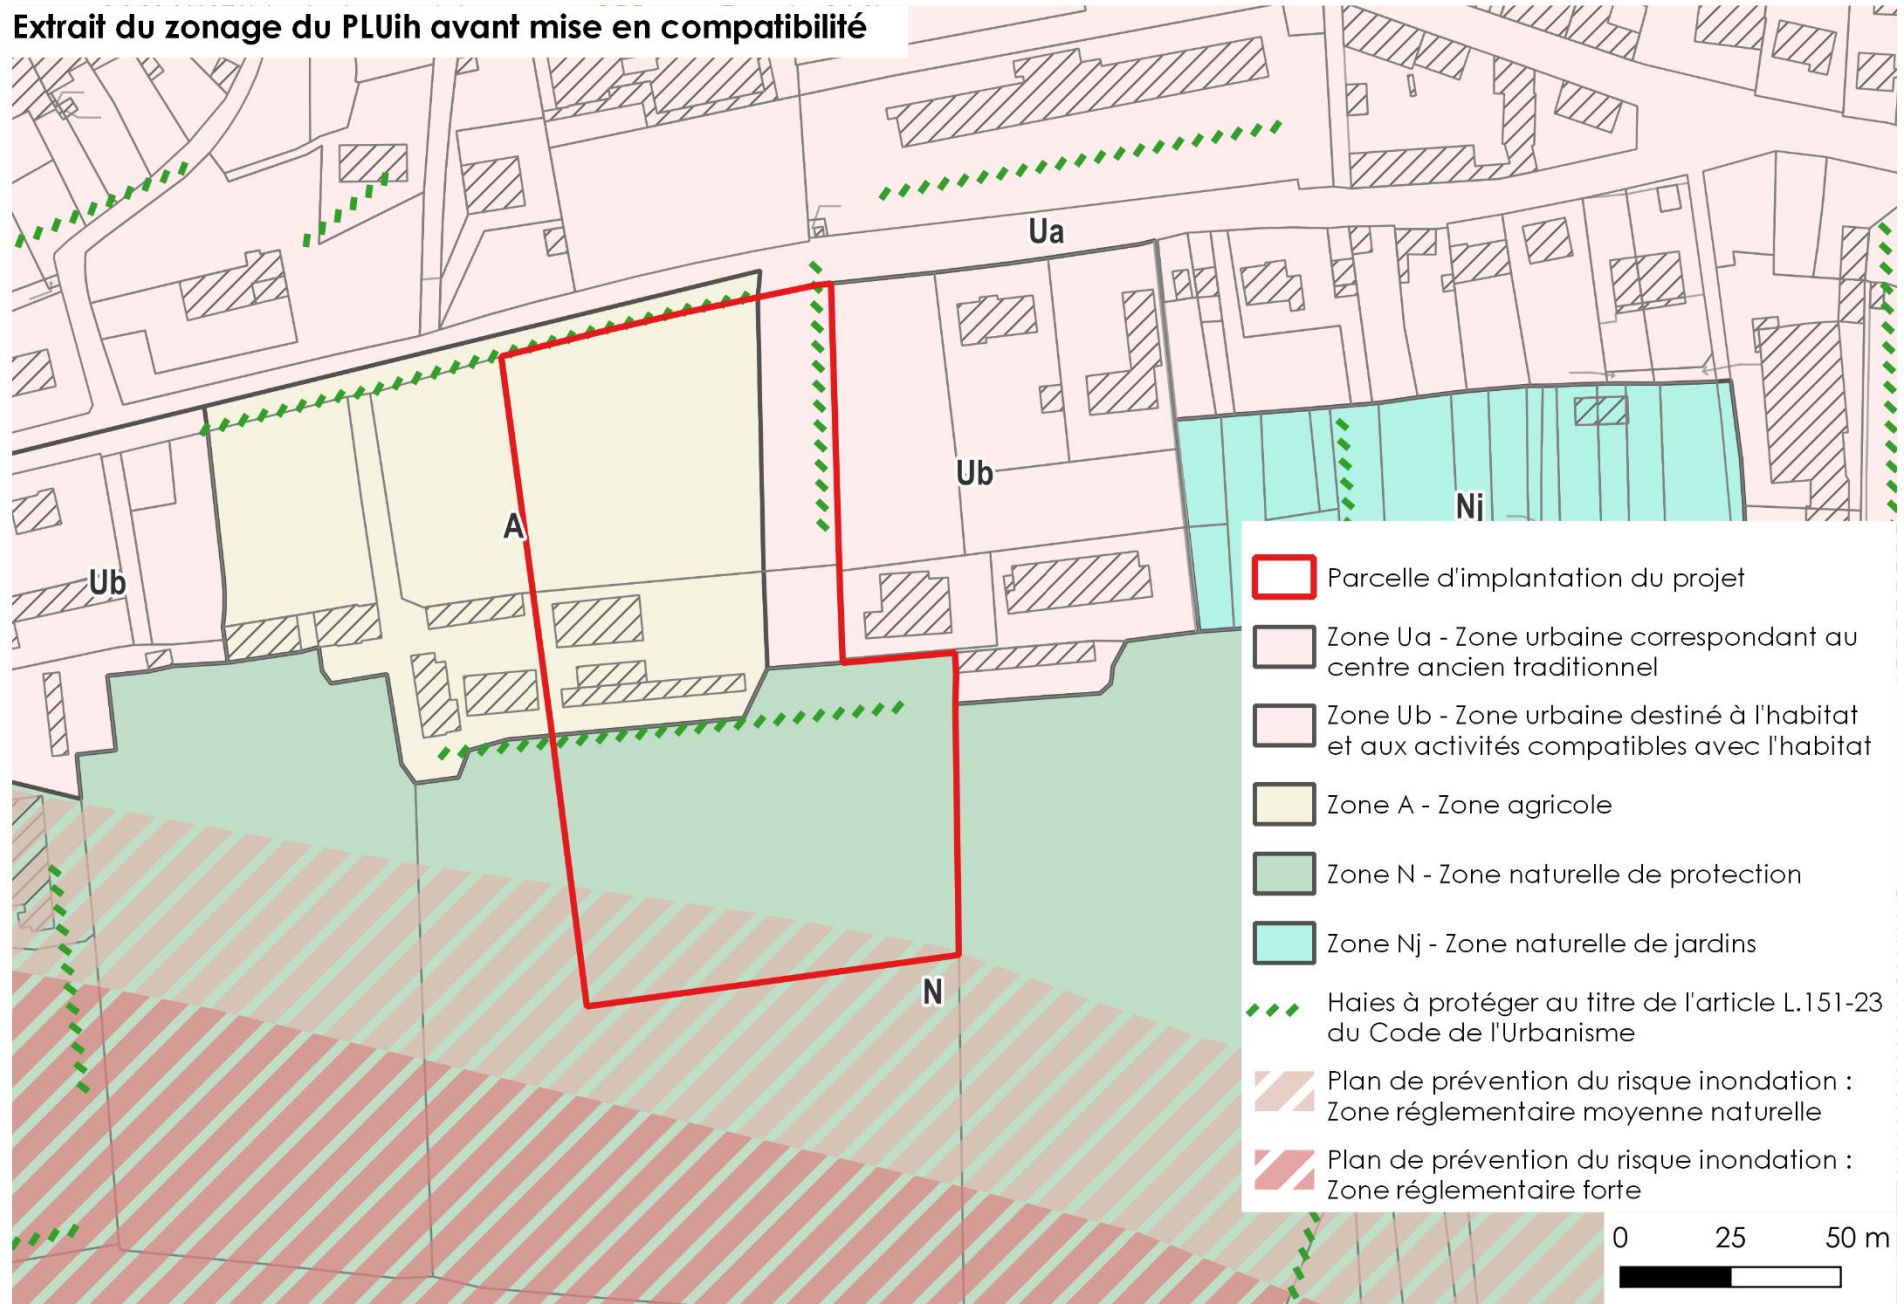 Extrait du zonage du PLUih avant mise en compatibilité
Ua
A
Ub
Nj
Ub
N
Parcelle d'implantation du projet
Zone Ua - Zone urbaine correspondant au
centre ancien traditionnel
Zone Ub - Zone urbaine destiné à l'habitat
et aux activités compatibles avec l'habitat
Zone A - Zone agricole
Zone N - Zone naturelle de protection
Zone Nj - Zone naturelle de jardins
Haies à protéger au titre de l'article L.151-23
du Code de l'Urbanisme
Plan de prévention du risque inondation :
Zone réglementaire moyenne naturelle
Plan de prévention du risque inondation :
Zone réglementaire forte
0 25 50 m